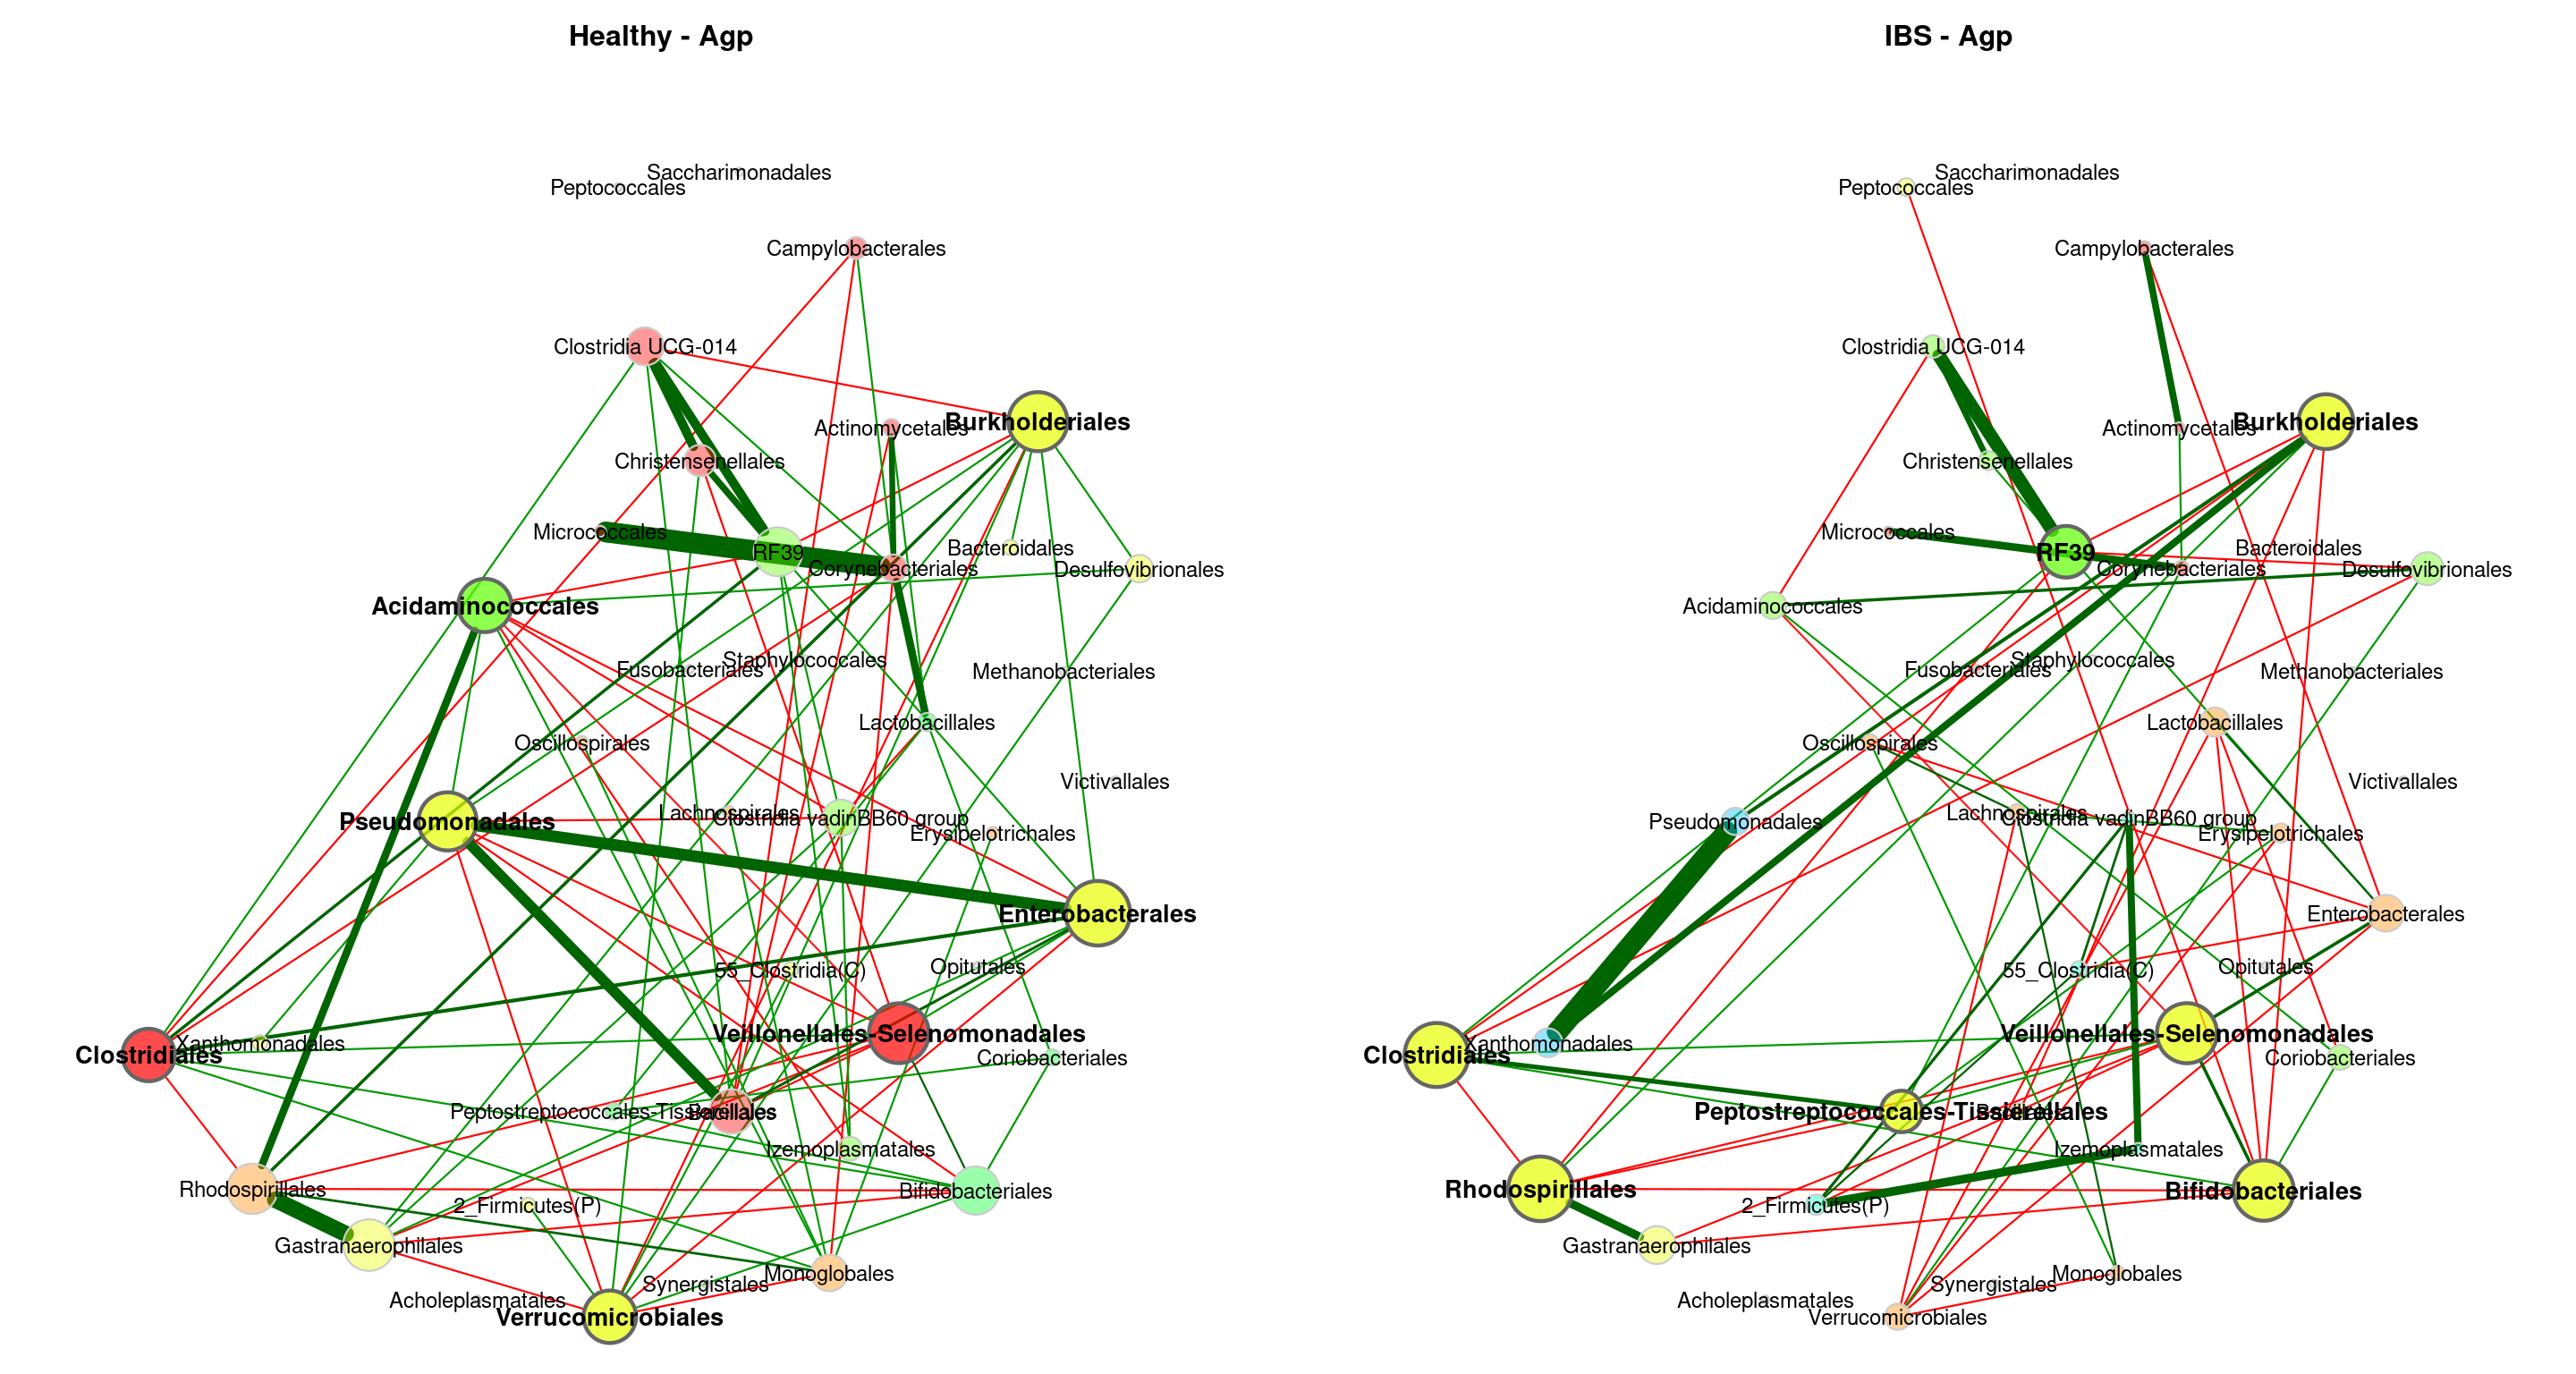 Healthy - Agp
Saccharimonadales
Peptococcales
Campylobacterales
Clostridia UCG-014
Burkholderiales
Actinomycetales
Christensenellales
Micrococcales
RF39
Bacteroidales
Corynebacteriales
Desulfovibrionales
Acidaminococcales
Staphylococcales
Fusobacteriales
Methanobacteriales
Lactobacillales
Oscillospirales
Victivallales
Lachnospirales
Clostridia vadinBB60 group
Pseudomonadales
Erysipelotrichales
Enterobacterales
55_Clostridia(C)
Opitutales
Veillonellales-Selenomonadales
Xanthomonadales
Clostridiales
Coriobacteriales
Peptostreptococcales-Tissierellales
Bacillales
Izemoplasmatales
Rhodospirillales
Bifidobacteriales
2_Firmicutes(P)
Gastranaerophilales
Monoglobales
Synergistales
Acholeplasmatales
Verrucomicrobiales
IBS - Agp
Saccharimonadales
Peptococcales
Campylobacterales
Clostridia UCG-014
Burkholderiales
Actinomycetales
Christensenellales
Micrococcales
RF39
Bacteroidales
Corynebacteriales
Desulfovibrionales
Acidaminococcales
Staphylococcales
Fusobacteriales
Methanobacteriales
Lactobacillales
Oscillospirales
Victivallales
Lachnospirales
Clostridia vadinBB60 group
Pseudomonadales
Erysipelotrichales
Enterobacterales
55_Clostridia(C)
Opitutales
Veillonellales-Selenomonadales
Xanthomonadales
Clostridiales
Coriobacteriales
Peptostreptococcales-Tissierellales
Bacillales
Izemoplasmatales
Rhodospirillales
Bifidobacteriales
2_Firmicutes(P)
Gastranaerophilales
Monoglobales
Synergistales
Acholeplasmatales
Verrucomicrobiales